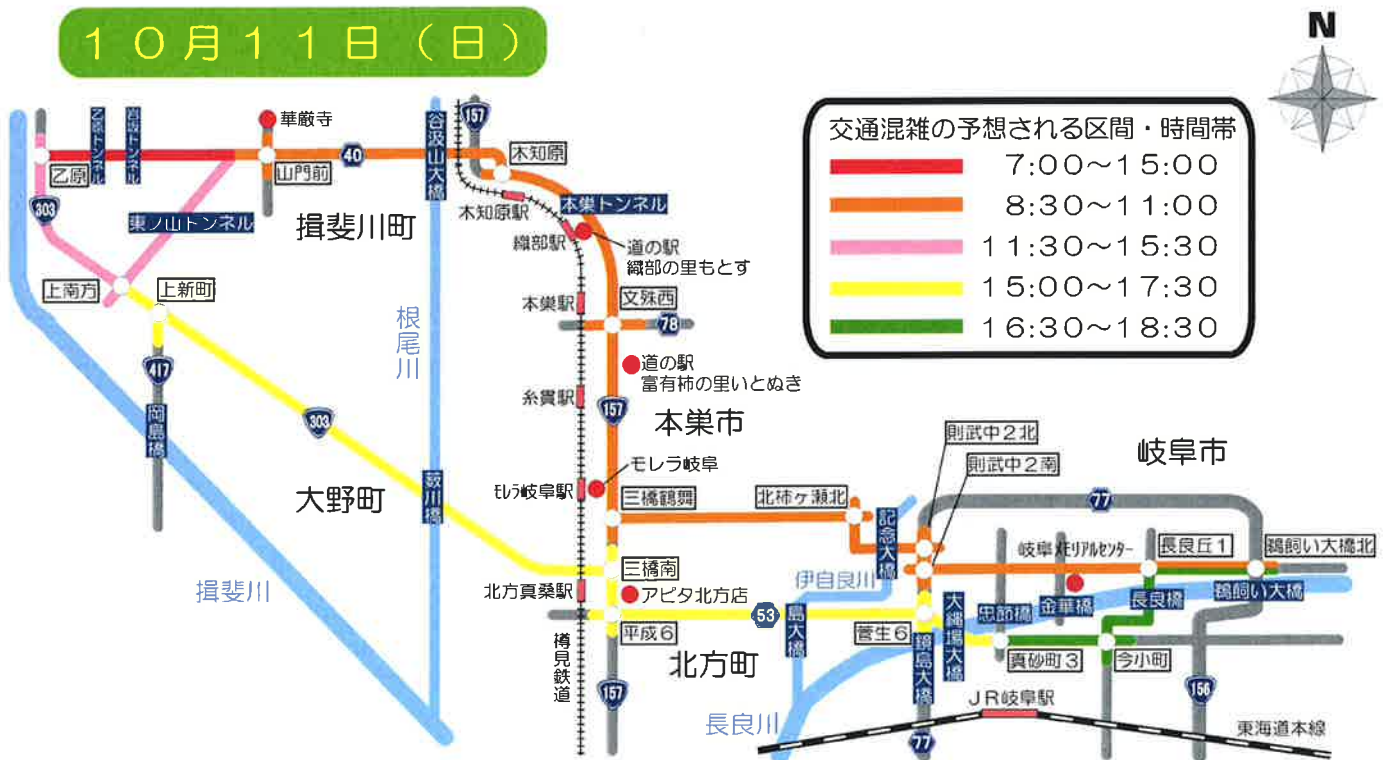 10月11日(日)
N
交通混雑の予想される区間・時間帯
7:00~15:00
8:30~11:00
11:30~15:30
15:00~17:30
16:30~18:30
華厳寺
乙原トンネル
岩坂トンネル
谷汲山大橋
157
木知原
40
乙原
山門前
303
東ノ山トンネル
揖斐川町
木知原駅
本巣トンネル
織部駅
道の駅
織部の里もとす
上南方
上新町
本巣駅
文殊西
78
根尾川
417
岡島橋
道の駅
富有柿の里いとぬき
糸貫駅
157
本巣市
303
則武中2北
則武中2南
岐阜市
モレラ岐阜
モレラ岐阜駅
大野町
薮川橋
三橋鶴舞
北柿ヶ瀬北
記念大橋
77
岐阜メモリアルセンター
長良丘1
鵜飼い大橋北
揖斐川
北方真桑駅
三橋南
アピタ北方店
伊自良川
島大橋
忠節橋
金華橋
長良橋
鵜飼い大橋
53
平成6
菅生6
大縄場大橋
鏡島大橋
真砂町3
今小町
樽見鉄道
北方町
157
長良川
77
JR岐阜駅
156
東海道本線